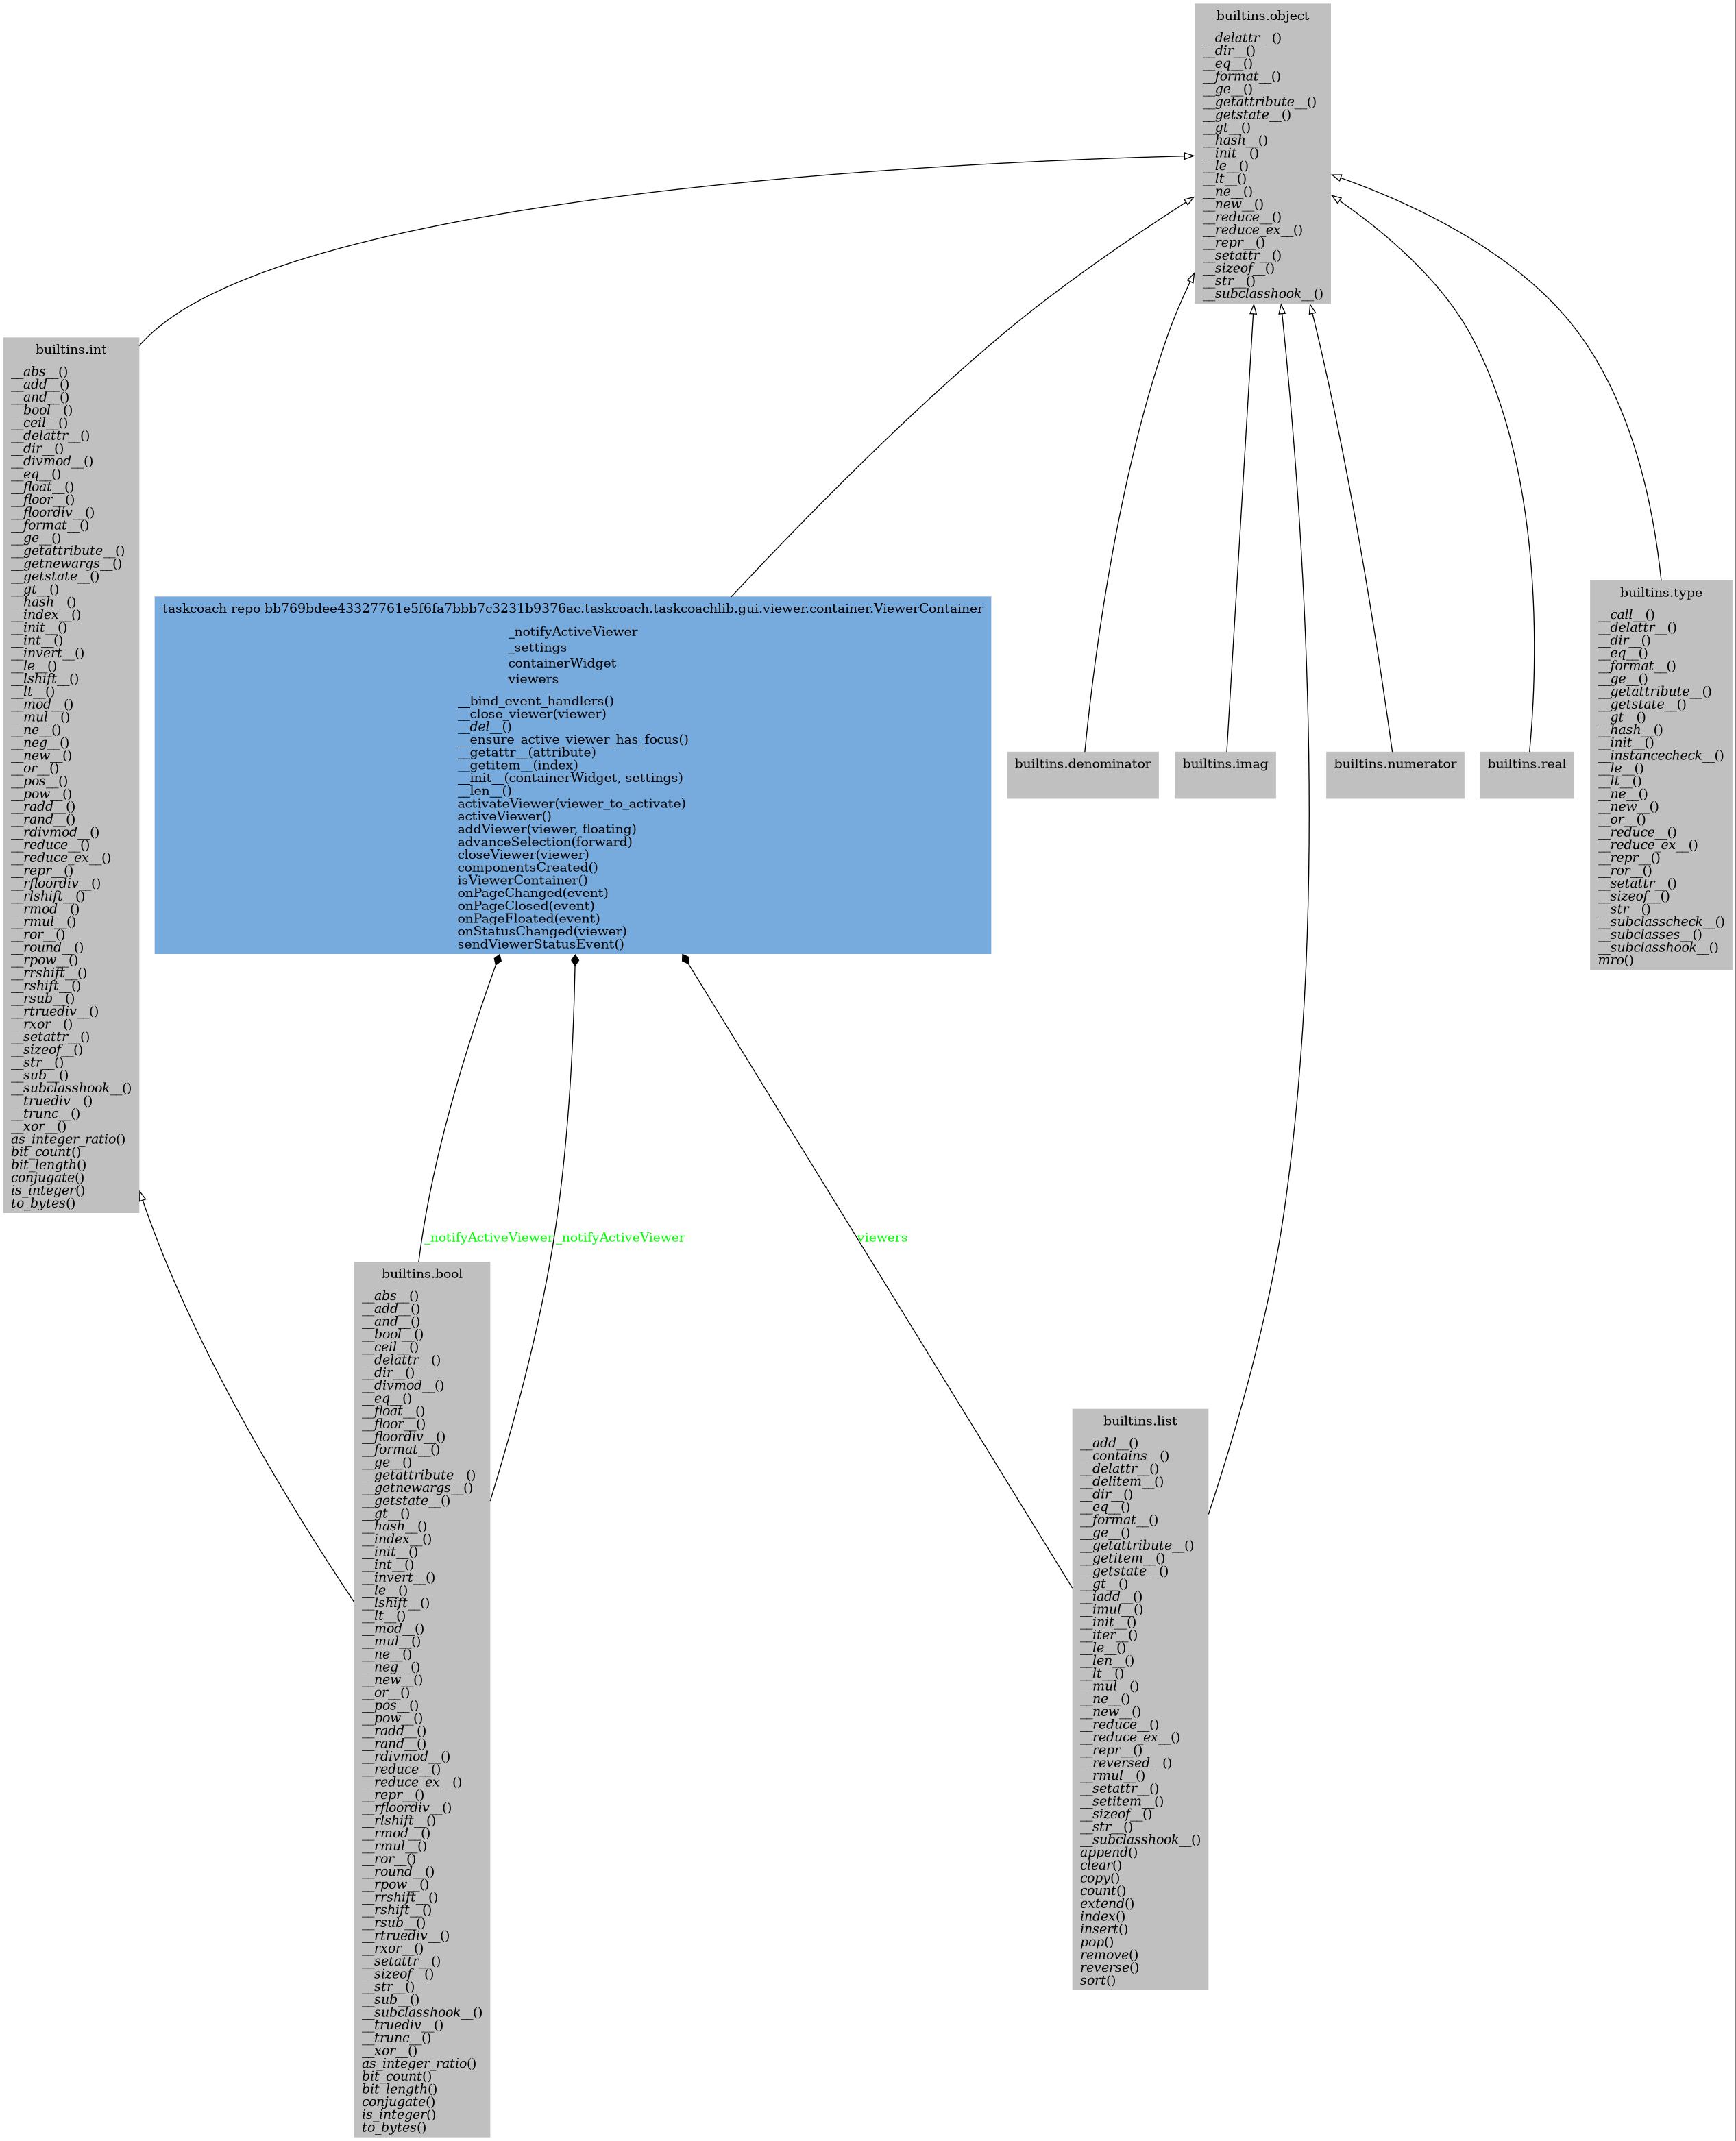 builtins.object
__delattr__()
__dir__()
__eq__()
__format__()
__ge__()
__getattribute__()
__getstate__()
__gt__()
__hash__()
__init__()
__le__()
__lt__()
__ne__()
__new__()
__reduce__()
__reduce_ex__()
__repr__()
__setattr__()
__sizeof__()
__str__()
__subclasshook__()
builtins.int
__abs__()
__add__()
__and__()
__bool__()
__ceil__()
__delattr__()
__dir__()
__divmod__()
__eq__()
__float__()
__floor__()
__floordiv__()
__format__()
__ge__()
__getattribute__()
__getnewargs__()
__getstate__()
__gt__()
__hash__()
__index__()
__init__()
__int__()
__invert__()
__le__()
__lshift__()
__lt__()
__mod__()
__mul__()
__ne__()
__neg__()
__new__()
__or__()
__pos__()
__pow__()
__radd__()
__rand__()
__rdivmod__()
__reduce__()
__reduce_ex__()
__repr__()
__rfloordiv__()
__rlshift__()
__rmod__()
__rmul__()
__ror__()
__round__()
__rpow__()
__rrshift__()
__rshift__()
__rsub__()
__rtruediv__()
__rxor__()
__setattr__()
__sizeof__()
__str__()
__sub__()
__subclasshook__()
__truediv__()
__trunc__()
__xor__()
as_integer_ratio()
bit_count()
bit_length()
conjugate()
is_integer()
to_bytes()
taskcoach-repo-bb769bdee43327761e5f6fa7bbb7c3231b9376ac.taskcoach.taskcoachlib.gui.viewer.container.ViewerContainer
_notifyActiveViewer
_settings
containerWidget
viewers
__bind_event_handlers()
__close_viewer(viewer)
__del__()
__ensure_active_viewer_has_focus()
__getattr__(attribute)
__getitem__(index)
__init__(containerWidget, settings)
__len__()
activateViewer(viewer_to_activate)
activeViewer()
addViewer(viewer, floating)
advanceSelection(forward)
closeViewer(viewer)
componentsCreated()
isViewerContainer()
onPageChanged(event)
onPageClosed(event)
onPageFloated(event)
onStatusChanged(viewer)
sendViewerStatusEvent()
builtins.denominator
builtins.imag
builtins.numerator
builtins.real
builtins.type
__call__()
__delattr__()
__dir__()
__eq__()
__format__()
__ge__()
__getattribute__()
__getstate__()
__gt__()
__hash__()
__init__()
__instancecheck__()
__le__()
__lt__()
__ne__()
__new__()
__or__()
__reduce__()
__reduce_ex__()
__repr__()
__ror__()
__setattr__()
__sizeof__()
__str__()
__subclasscheck__()
__subclasses__()
__subclasshook__()
mro()
_notifyActiveViewer
_notifyActiveViewer
viewers
builtins.bool
__abs__()
__add__()
__and__()
__bool__()
__ceil__()
__delattr__()
__dir__()
__divmod__()
__eq__()
__float__()
__floor__()
__floordiv__()
__format__()
__ge__()
__getattribute__()
__getnewargs__()
__getstate__()
__gt__()
__hash__()
__index__()
__init__()
__int__()
__invert__()
__le__()
__lshift__()
__lt__()
__mod__()
__mul__()
__ne__()
__neg__()
__new__()
__or__()
__pos__()
__pow__()
__radd__()
__rand__()
__rdivmod__()
__reduce__()
__reduce_ex__()
__repr__()
__rfloordiv__()
__rlshift__()
__rmod__()
__rmul__()
__ror__()
__round__()
__rpow__()
__rrshift__()
__rshift__()
__rsub__()
__rtruediv__()
__rxor__()
__setattr__()
__sizeof__()
__str__()
__sub__()
__subclasshook__()
__truediv__()
__trunc__()
__xor__()
as_integer_ratio()
bit_count()
bit_length()
conjugate()
is_integer()
to_bytes()
builtins.list
__add__()
__contains__()
__delattr__()
__delitem__()
__dir__()
__eq__()
__format__()
__ge__()
__getattribute__()
__getitem__()
__getstate__()
__gt__()
__iadd__()
__imul__()
__init__()
__iter__()
__le__()
__len__()
__lt__()
__mul__()
__ne__()
__new__()
__reduce__()
__reduce_ex__()
__repr__()
__reversed__()
__rmul__()
__setattr__()
__setitem__()
__sizeof__()
__str__()
__subclasshook__()
append()
clear()
copy()
count()
extend()
index()
insert()
pop()
remove()
reverse()
sort()